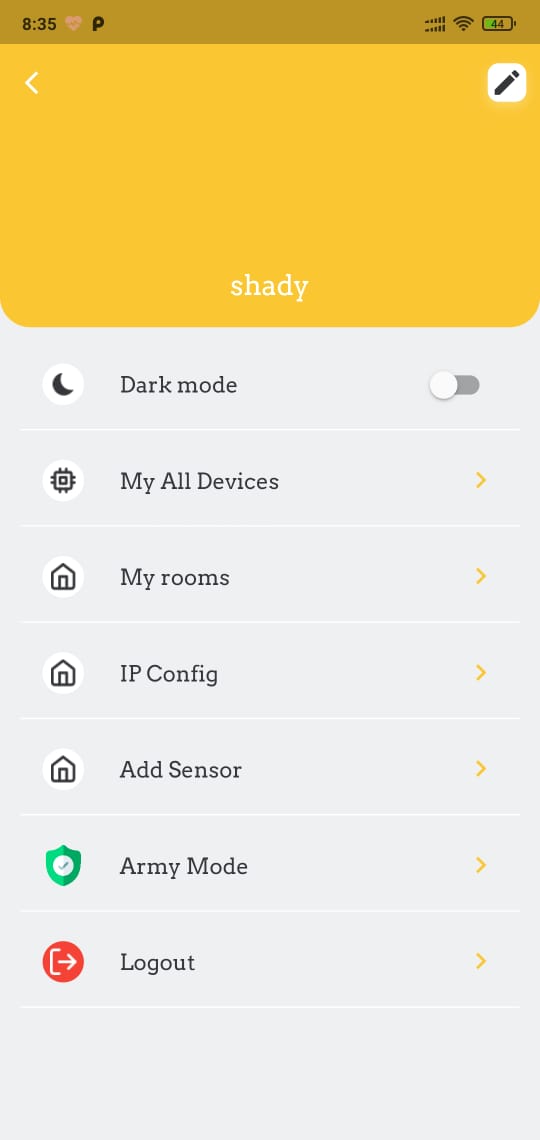 8:35
44
shady
Dark mode
My All Devices
My rooms
IP Config
Add Sensor
Army Mode
Logout